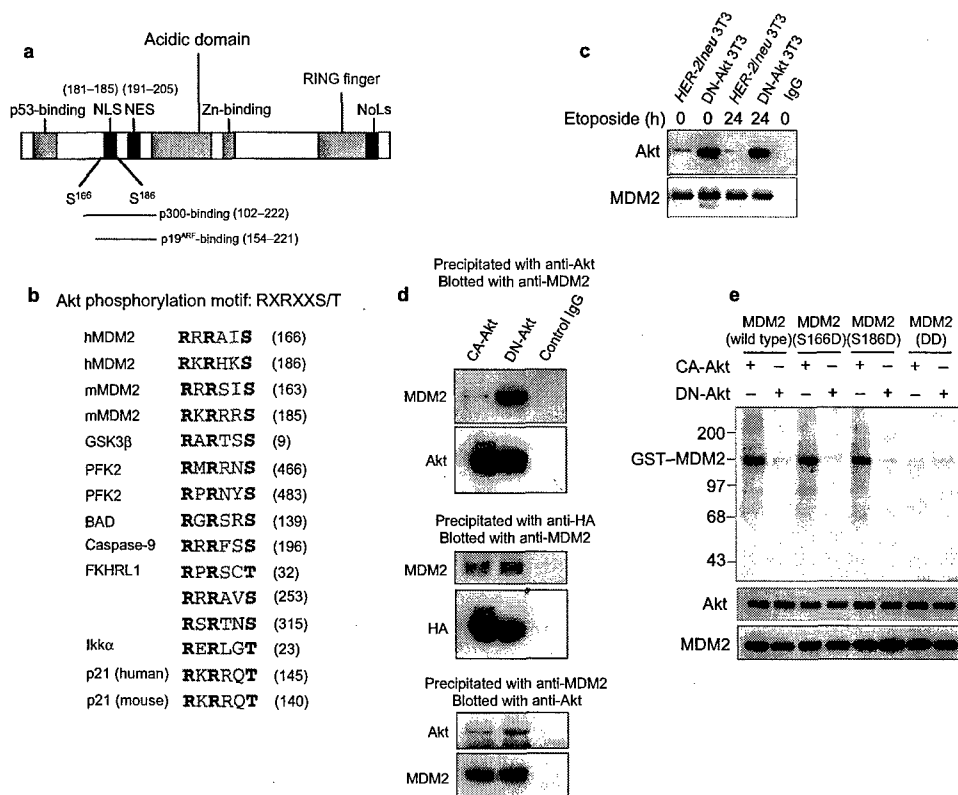 a
Acidic domain
(181–185) (191–205) RING finger
p53-binding NLS NES Zn-binding NoLs
S166 S186
p300-binding (102–222)
p19ARF-binding (154–221)
b Akt phosphorylation motif: RXRXXS/T
hMDM2 RRRAIS (166)
hMDM2 RKRHKS (186)
mMDM2 RRRSIS (163)
mMDM2 RKRRRS (185)
GSK3β RARTSS (9)
PFK2 RMRRNS (466)
PFK2 RPRNYS (483)
BAD RGRSRS (139)
Caspase-9 RRRFSS (196)
FKHRL1 RPRSCT (32)
RRRAVS (253)
RSRTNS (315)
Ikkα RERLGT (23)
p21 (human) RKRRQT (145)
p21 (mouse) RKRRQT (140)
c
HER-2/neu 3T3 DN-Akt 3T3 HER-2/neu 3T3 DN-Akt 3T3 IgG
Etoposide (h) 0 0 24 24 0
Akt
MDM2
d
Precipitated with anti-Akt
Blotted with anti-MDM2
CA-Akt DN-Akt Control IgG
MDM2
Akt
Precipitated with anti-HA
Blotted with anti-MDM2
MDM2
HA
Precipitated with anti-MDM2
Blotted with anti-Akt
Akt
MDM2
e
MDM2 MDM2 MDM2 MDM2
(wild type) (S166D) (S186D) (DD)
CA-Akt + – + – + – + –
DN-Akt – + – + – + – +
200
GST–MDM2
97
68
43
Akt
MDM2